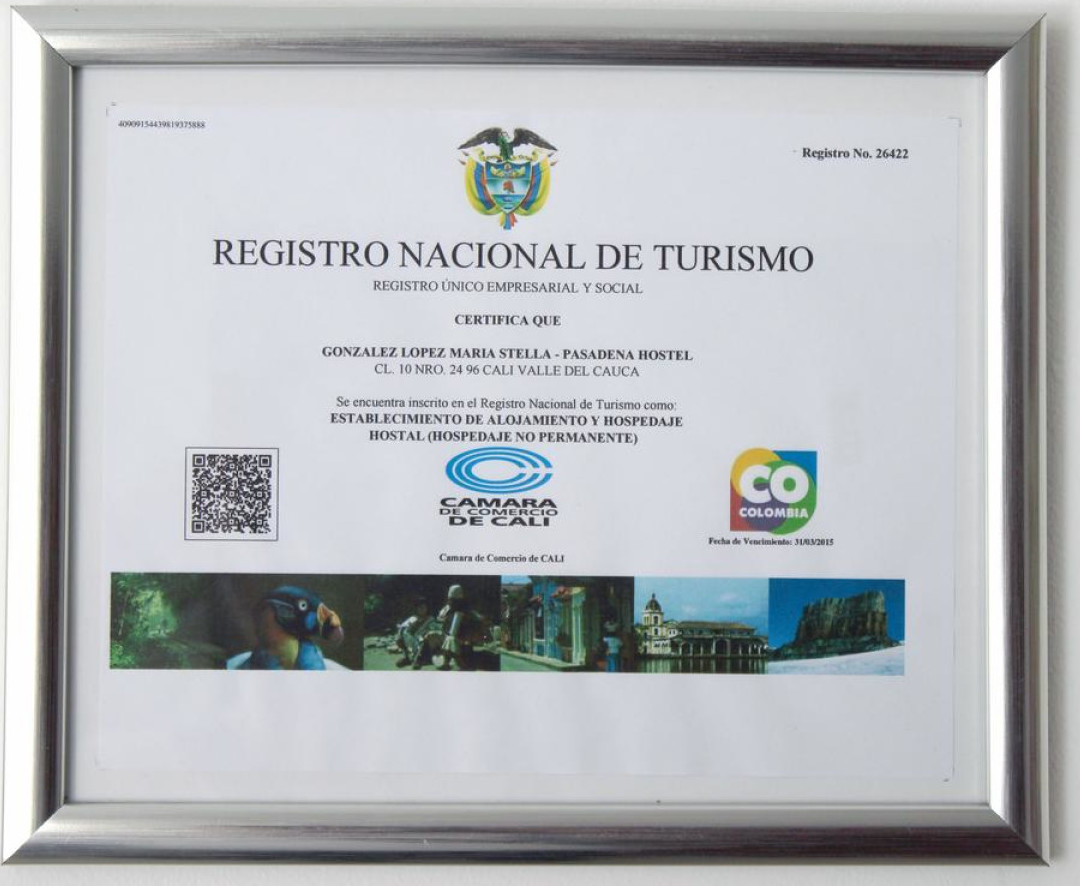 40909154439819375888
Registro No. 26422
REGISTRO NACIONAL DE TURISMO
REGISTRO ÚNICO EMPRESARIAL Y SOCIAL
CERTIFICA QUE
GONZALEZ LOPEZ MARIA STELLA - PASADENA HOSTEL
CL. 10 NRO. 24 96 CALI VALLE DEL CAUCA
Se encuentra inscrito en el Registro Nacional de Turismo como:
ESTABLECIMIENTO DE ALOJAMIENTO Y HOSPEDAJE
HOSTAL (HOSPEDAJE NO PERMANENTE)
CAMARA
DE COMERCIO
DE CALI
CO
COLOMBIA
Fecha de Vencimiento: 31/03/2015
Camara de Comercio de CALI